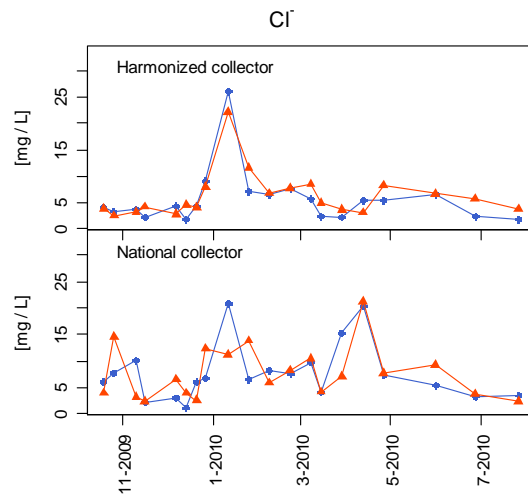 Cl-
Harmonized collector
[mg / L]
25
15
5
0
National collector
[mg / L]
25
15
5
0
11-2009
1-2010
3-2010
5-2010
7-2010